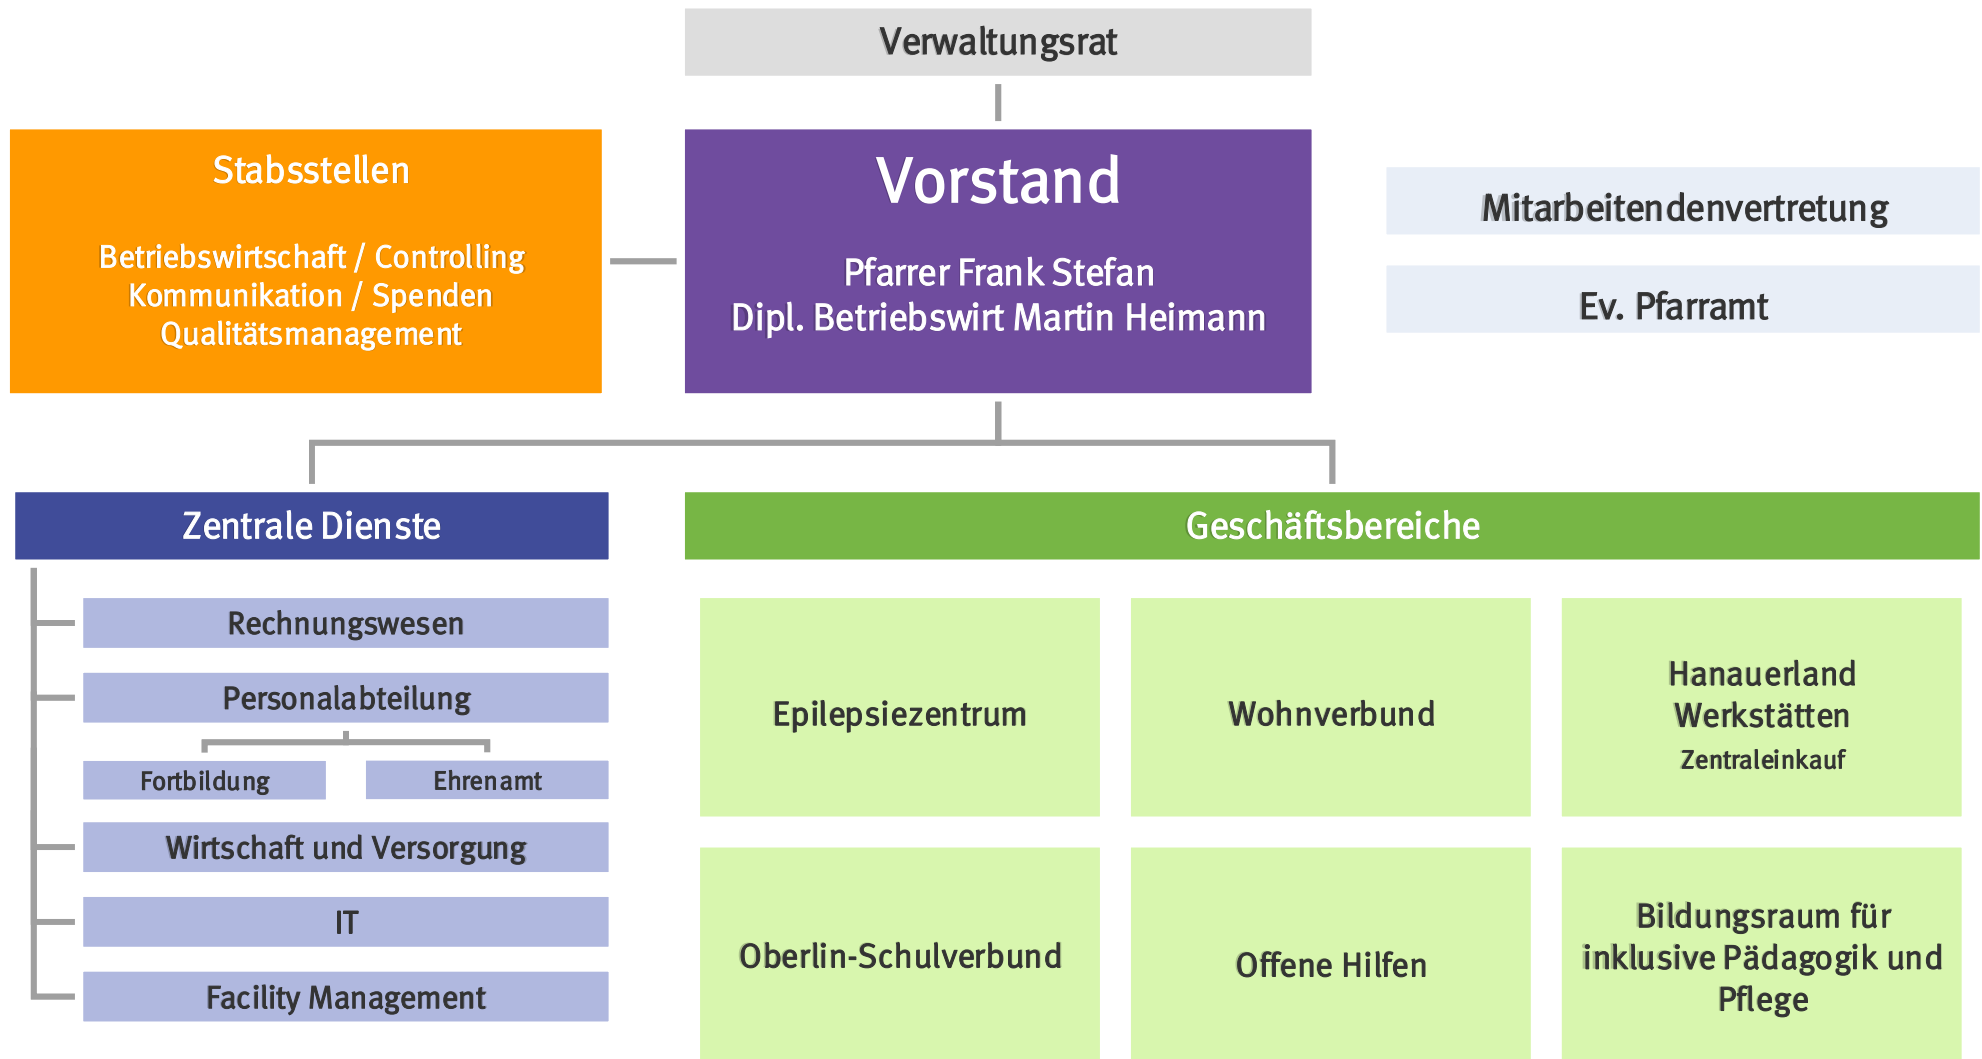 Verwaltungsrat
Stabsstellen
Betriebswirtschaft / Controlling
Kommunikation / Spenden
Qualitätsmanagement
Vorstand
Pfarrer Frank Stefan
Dipl. Betriebswirt Martin Heimann
Mitarbeitendenvertretung
Ev. Pfarramt
Zentrale Dienste
Rechnungswesen
Personalabteilung
Fortbildung
Ehrenamt
Wirtschaft und Versorgung
IT
Facility Management
Geschäftsbereiche
Epilepsiezentrum
Wohnverbund
Hanauerland
Werkstätten
Zentraleinkauf
Oberlin-Schulverbund
Offene Hilfen
Bildungsraum für
inklusive Pädagogik und
Pflege